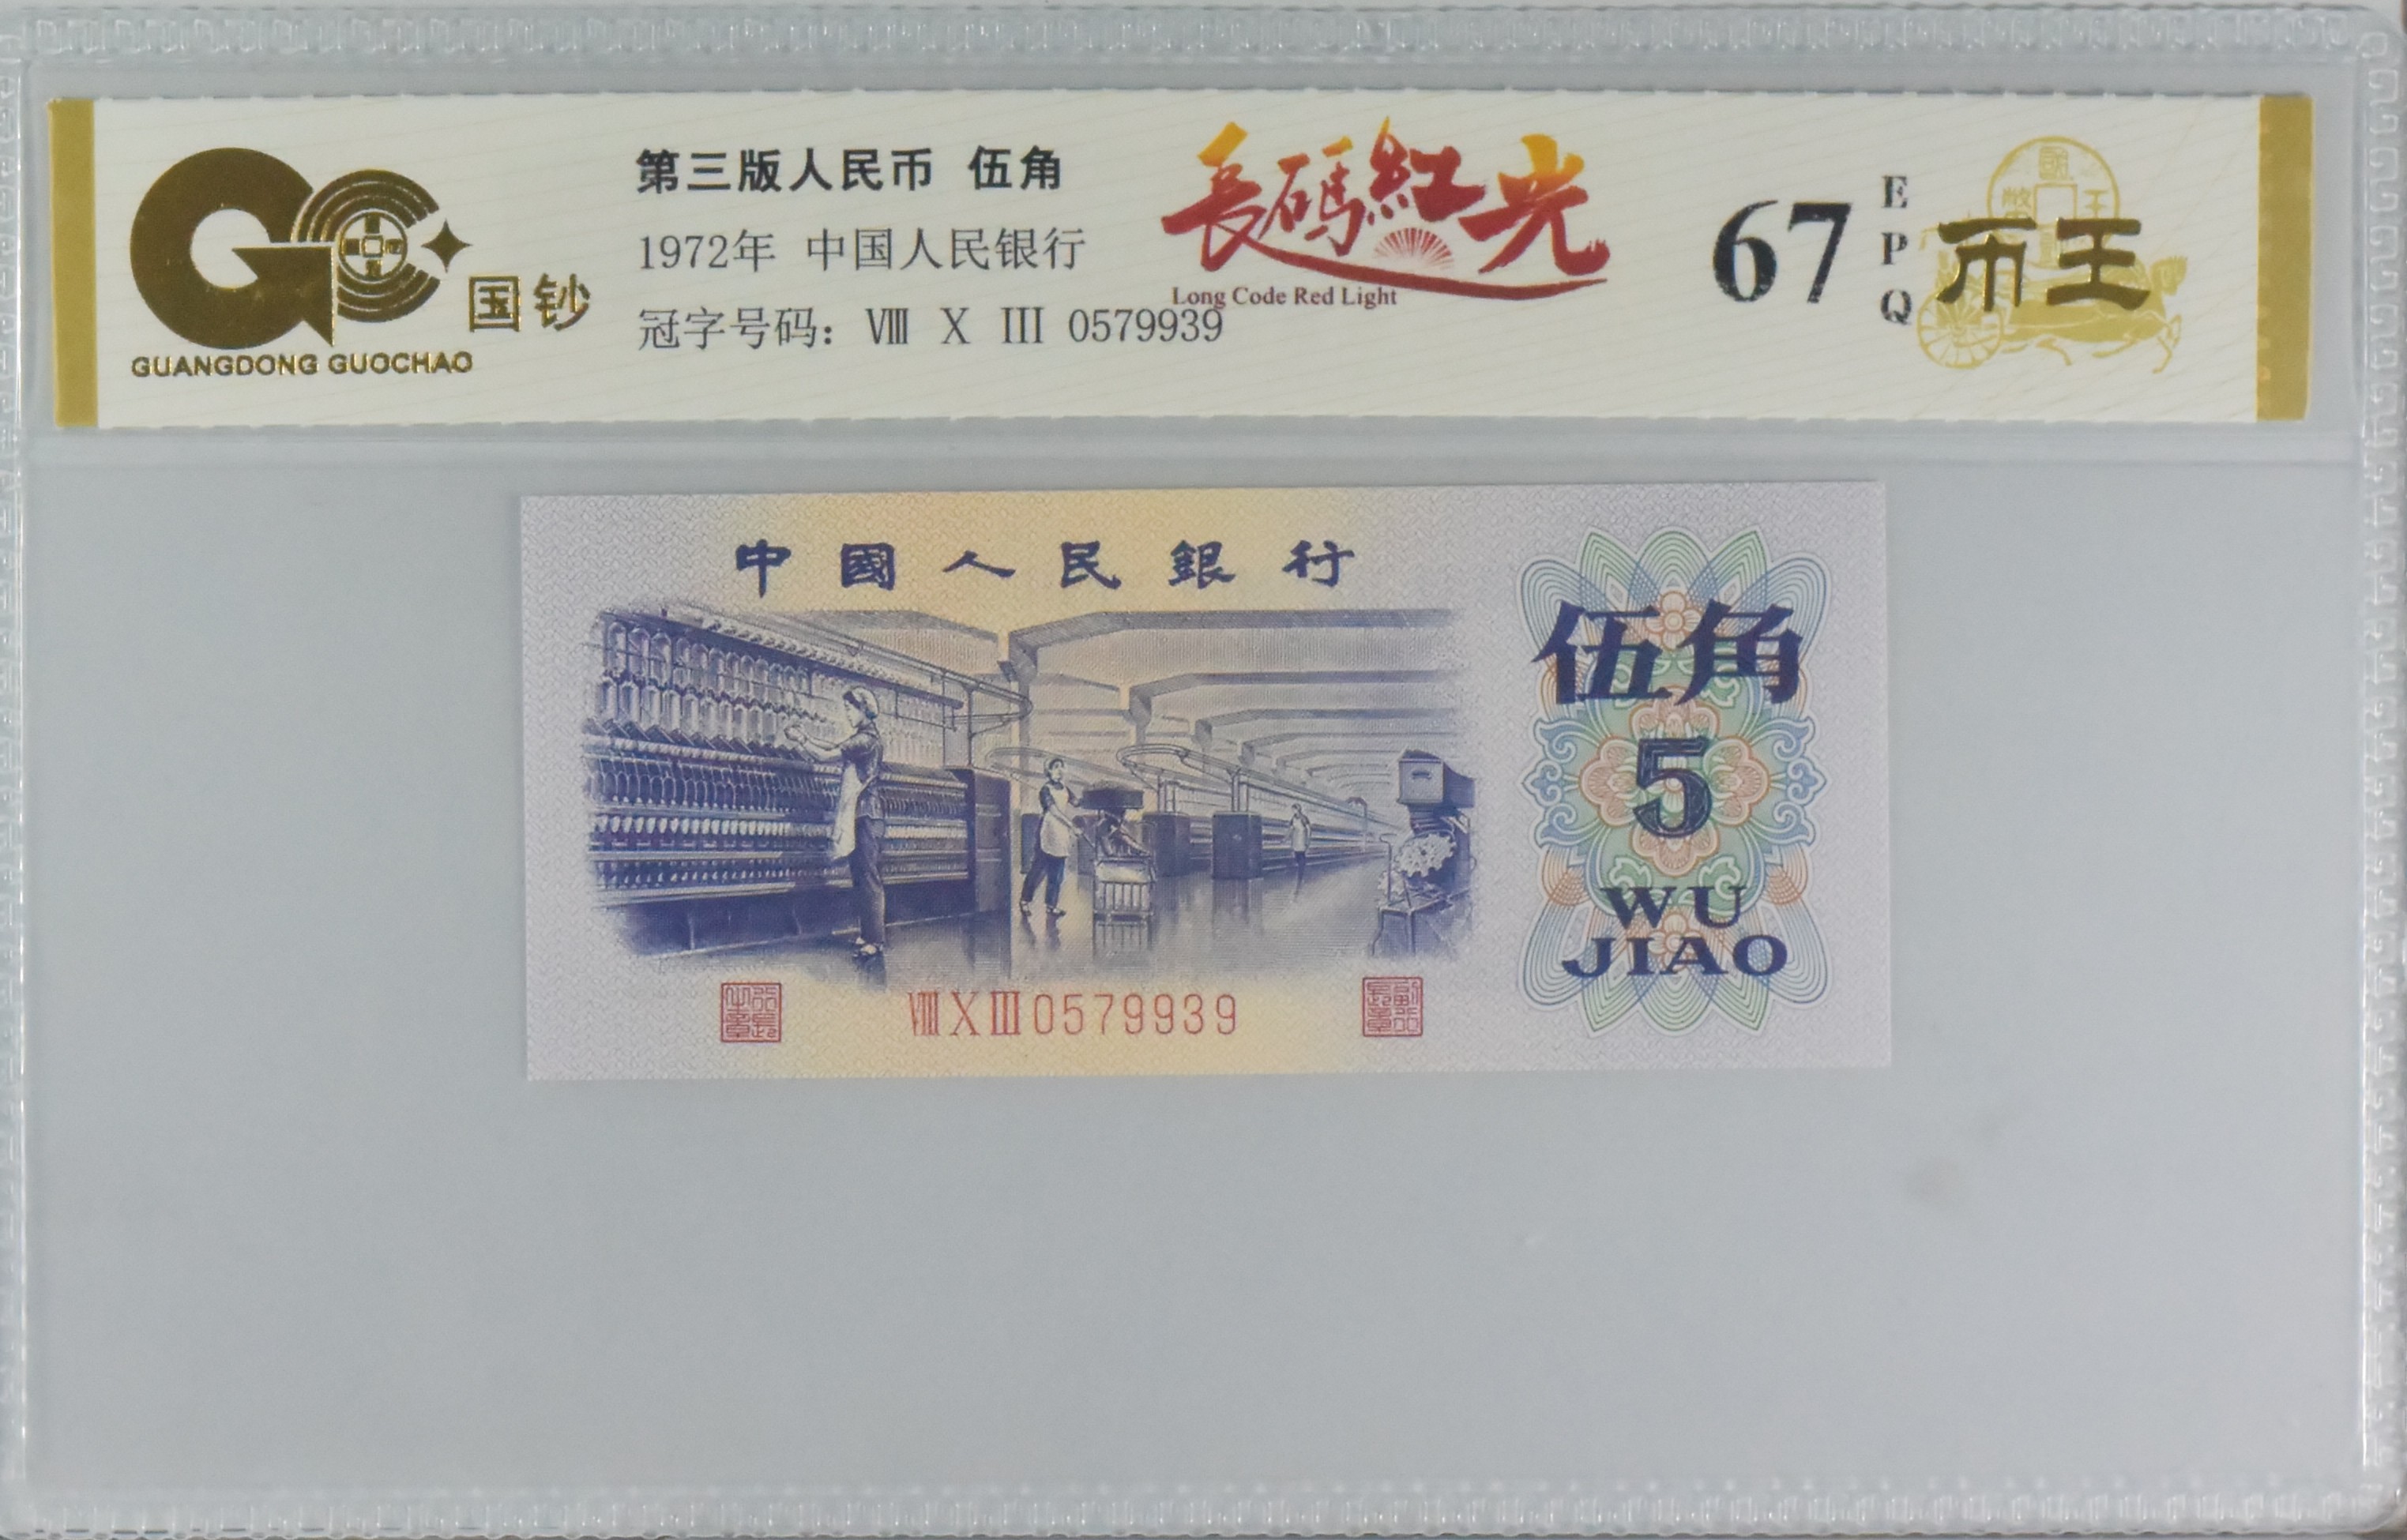 国钞
GUANGDONG GUOCHAO
第三版人民币 伍角
1972年 中国人民银行
冠字号码：Ⅷ Ⅹ Ⅲ 0579939
長碼紅光
Long Code Red Light
67
EPQ
币王
中國人民銀行
伍角
5
WU
JIAO
ⅧⅩⅢ0579939